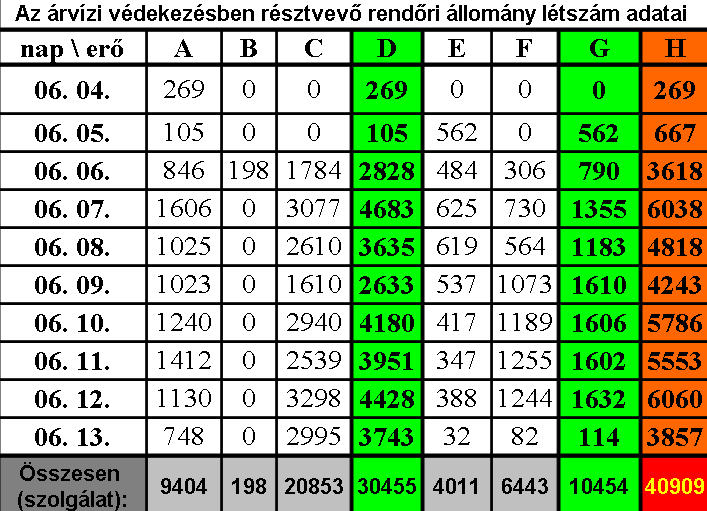 Az árvízi védekezésben résztvevő rendőri állomány létszám adatai
nap \ erő A B C D E F G H
06. 04. 269 0 0 269 0 0 0 269
06. 05. 105 0 0 105 562 0 562 667
06. 06. 846 198 1784 2828 484 306 790 3618
06. 07. 1606 0 3077 4683 625 730 1355 6038
06. 08. 1025 0 2610 3635 619 564 1183 4818
06. 09. 1023 0 1610 2633 537 1073 1610 4243
06. 10. 1240 0 2940 4180 417 1189 1606 5786
06. 11. 1412 0 2539 3951 347 1255 1602 5553
06. 12. 1130 0 3298 4428 388 1244 1632 6060
06. 13. 748 0 2995 3743 32 82 114 3857
Összesen
(szolgálat): 9404 198 20853 30455 4011 6443 10454 40909